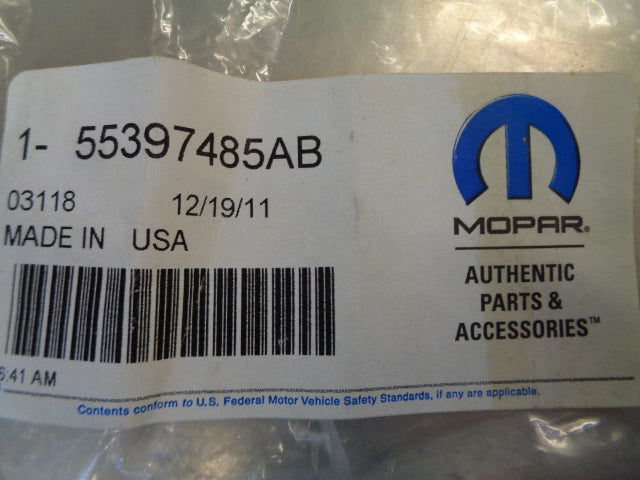 1- 55397485AB
03118 12/19/11
MADE IN USA
6:41 AM
MOPAR®
AUTHENTIC
PARTS &
ACCESSORIES™
Contents conform to U.S. Federal Motor Vehicle Safety Standards, if any are applicable.